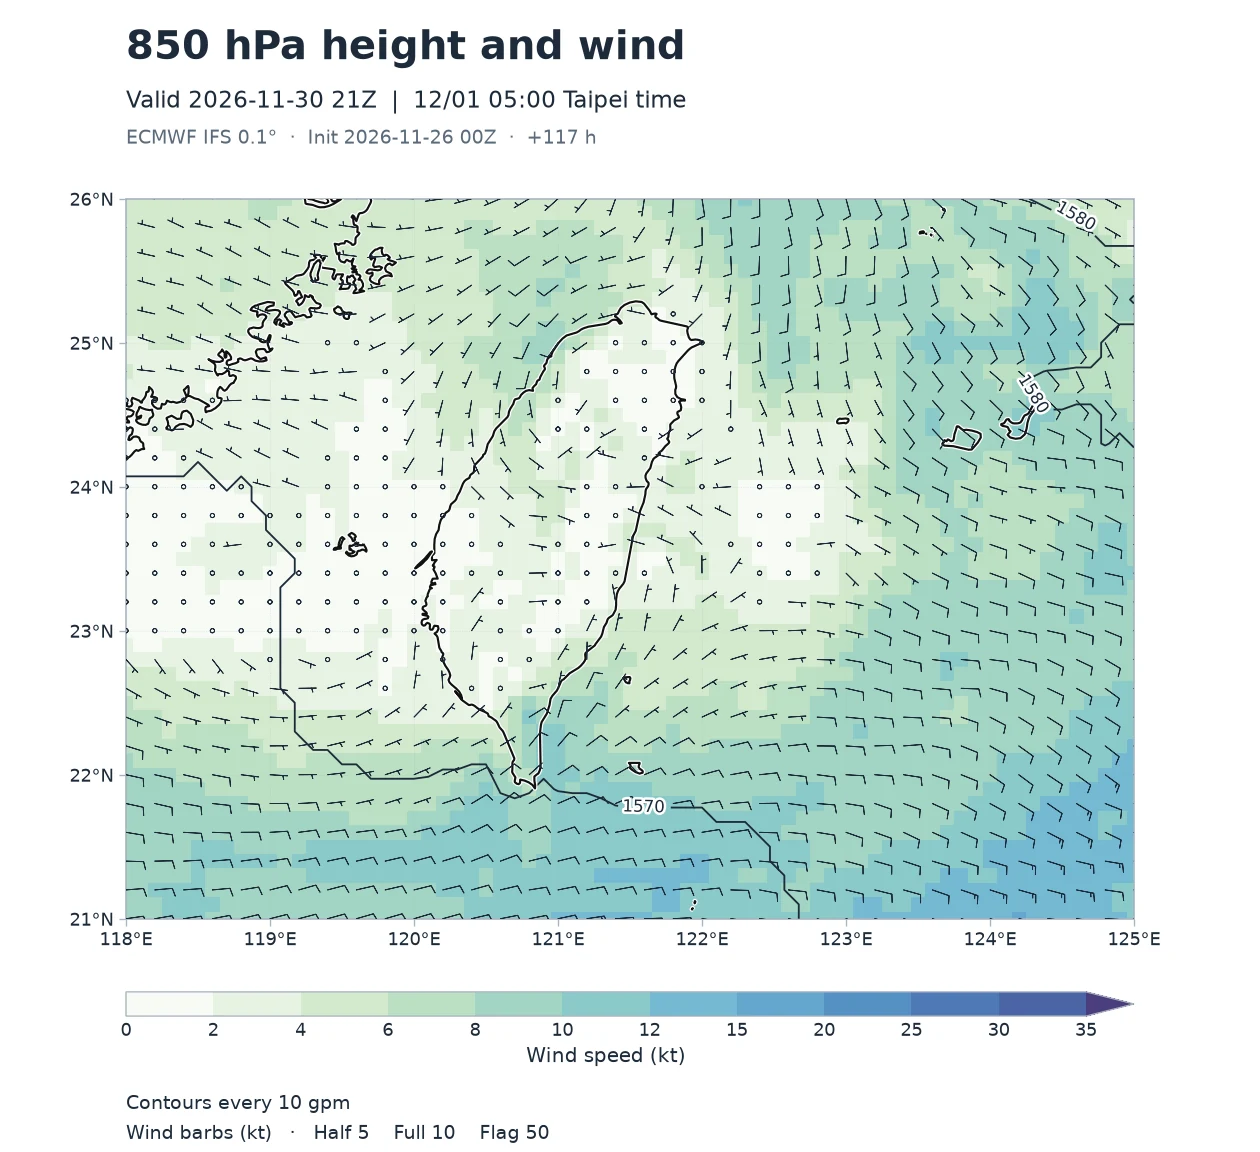 850 hPa height and wind
Valid 2026-11-30 21Z | 12/01 05:00 Taipei time
ECMWF IFS 0.1° · Init 2026-11-26 00Z · +117 h
26°N
1580
25°N
1580
24°N
23°N
22°N
1570
21°N
118°E 119°E 120°E 121°E 122°E 123°E 124°E 125°E
0 2 4 6 8 10 12 15 20 25 30 35
Wind speed (kt)
Contours every 10 gpm
Wind barbs (kt) · Half 5 Full 10 Flag 50